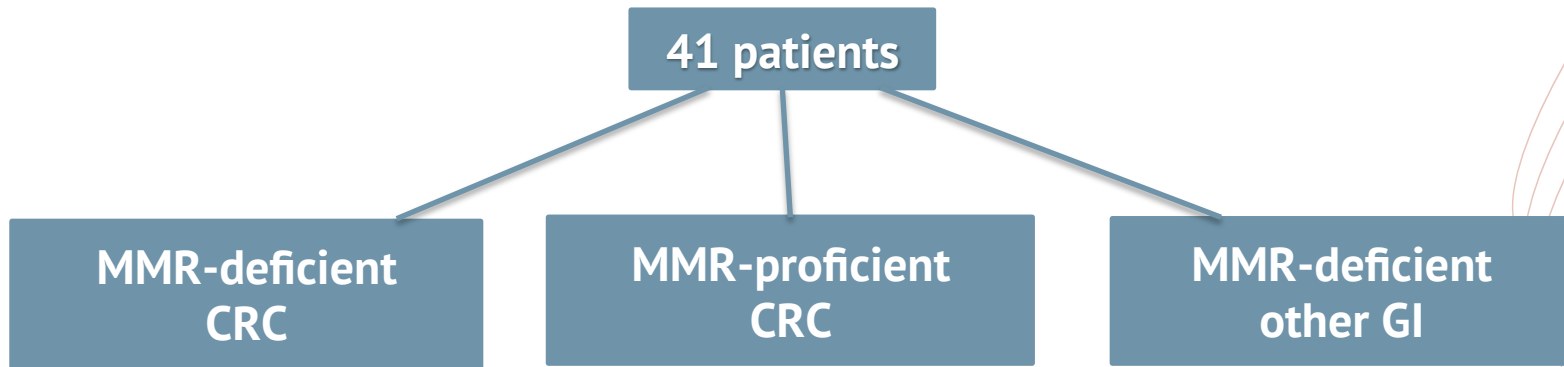 41 patients
MMR-deficient
CRC
MMR-proficient
CRC
MMR-deficient
other GI